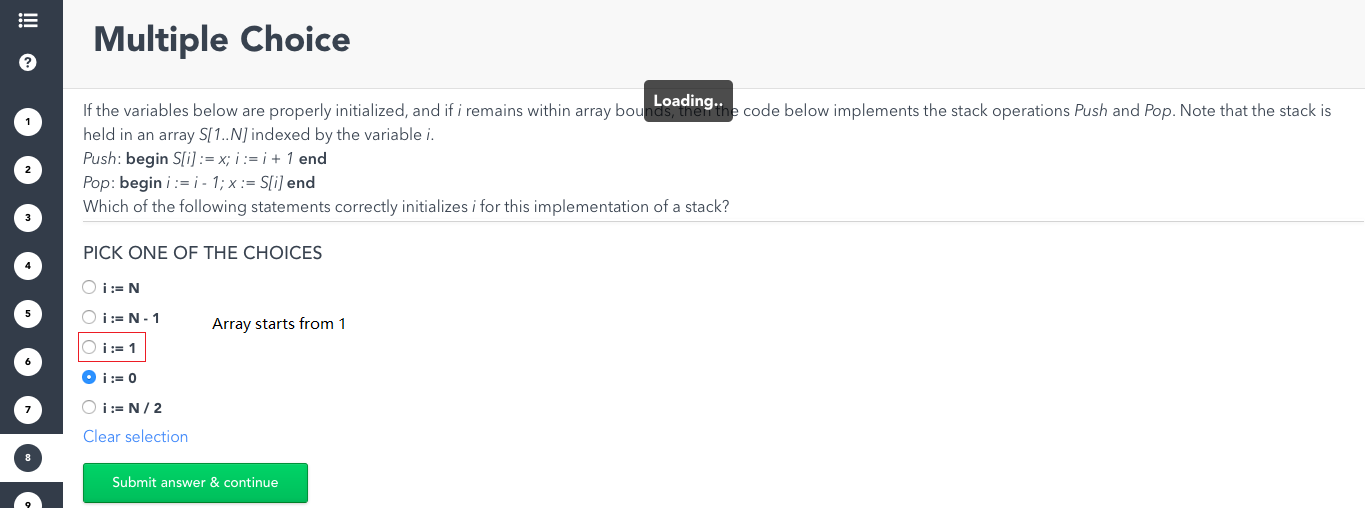 Multiple Choice
?
Loading..
If the variables below are properly initialized, and if i remains within array bounds, then the code below implements the stack operations Push and Pop. Note that the stack is
held in an array S[1..N] indexed by the variable i.
Push: begin S[i] := x; i := i + 1 end
Pop: begin i := i - 1; x := S[i] end
Which of the following statements correctly initializes i for this implementation of a stack?
PICK ONE OF THE CHOICES
i := N
i := N - 1
Array starts from 1
i := 1
i := 0
i := N / 2
Clear selection
Submit answer & continue
1
2
3
4
5
6
7
8
9